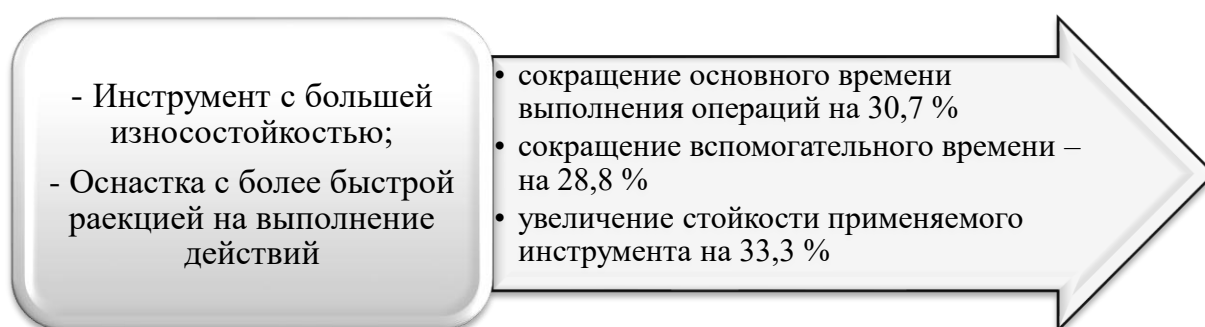 - Инструмент с большей
износостойкостью;
- Оснастка с более быстрой
раекцией на выполнение
действий
• сокращение основного времени
выполнения операций на 30,7 %
• сокращение вспомогательного времени –
на 28,8 %
• увеличение стойкости применяемого
инструмента на 33,3 %